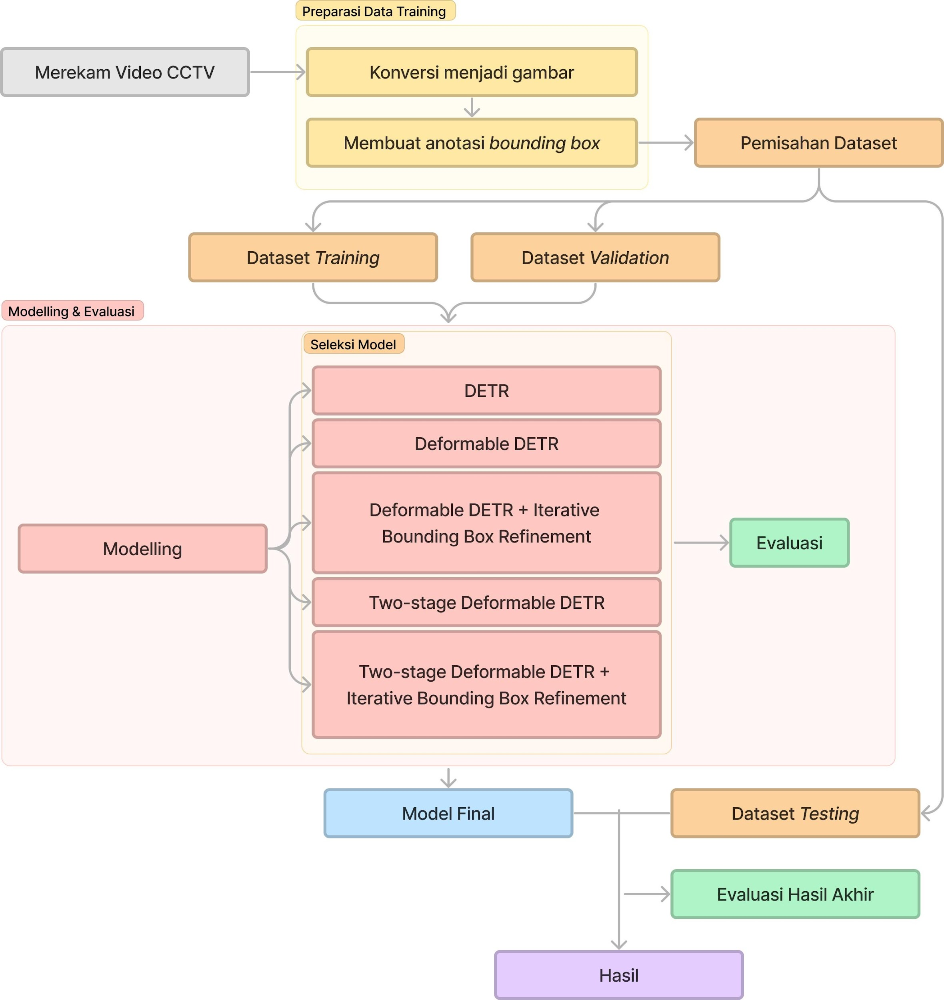 Preparasi Data Training
Merekam Video CCTV
Konversi menjadi gambar
Membuat anotasi bounding box
Pemisahan Dataset
Dataset Training
Dataset Validation
Modelling & Evaluasi
Seleksi Model
DETR
Deformable DETR
Deformable DETR + Iterative
Bounding Box Refinement
Modelling
Evaluasi
Two-stage Deformable DETR
Two-stage Deformable DETR +
Iterative Bounding Box Refinement
Model Final
Dataset Testing
Evaluasi Hasil Akhir
Hasil